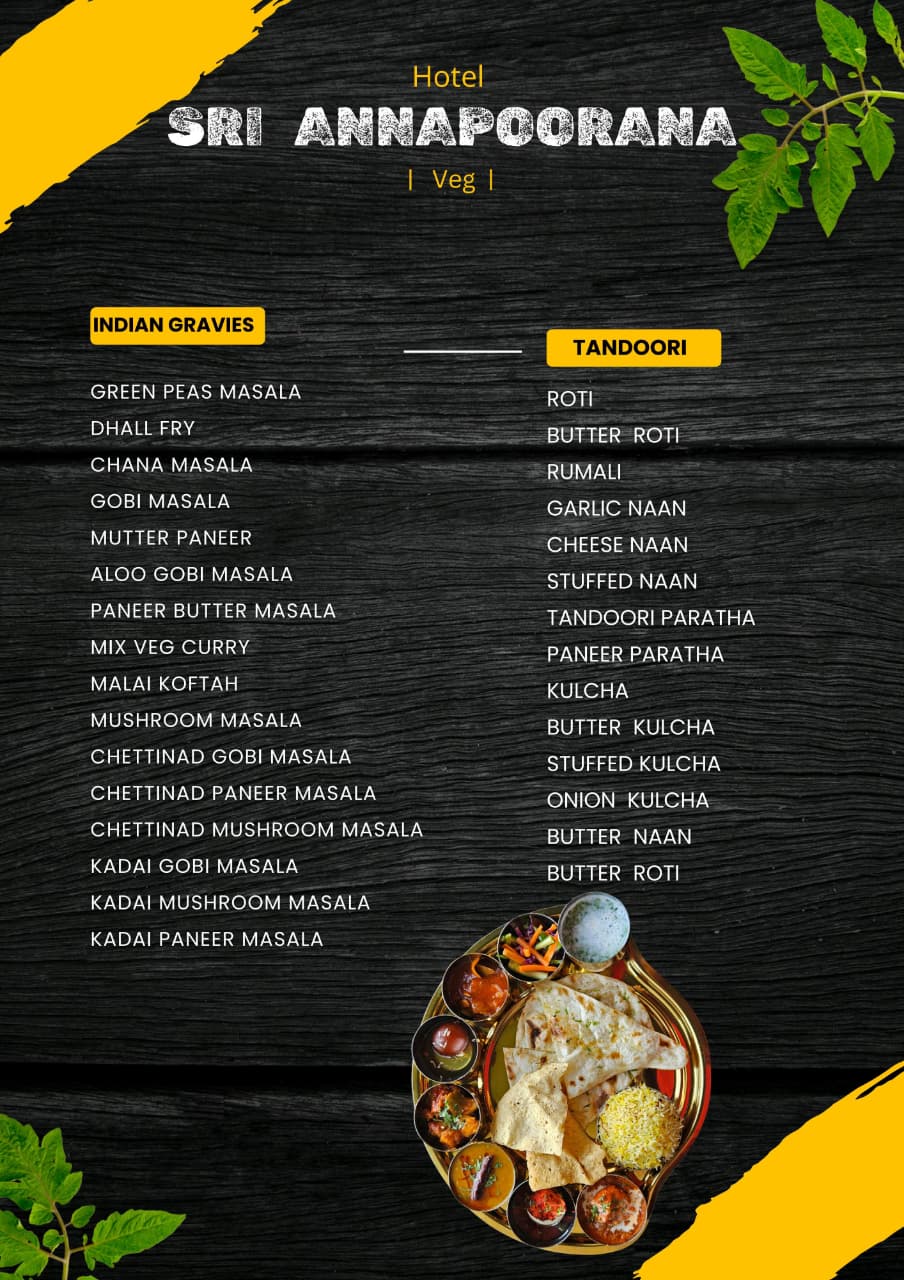 Hotel
SRI ANNAPOORANA
| Veg |
INDIAN GRAVIES
GREEN PEAS MASALA
DHALL FRY
CHANA MASALA
GOBI MASALA
MUTTER PANEER
ALOO GOBI MASALA
PANEER BUTTER MASALA
MIX VEG CURRY
MALAI KOFTAH
MUSHROOM MASALA
CHETTINAD GOBI MASALA
CHETTINAD PANEER MASALA
CHETTINAD MUSHROOM MASALA
KADAI GOBI MASALA
KADAI MUSHROOM MASALA
KADAI PANEER MASALA
TANDOORI
ROTI
BUTTER ROTI
RUMALI
GARLIC NAAN
CHEESE NAAN
STUFFED NAAN
TANDOORI PARATHA
PANEER PARATHA
KULCHA
BUTTER KULCHA
STUFFED KULCHA
ONION KULCHA
BUTTER NAAN
BUTTER ROTI